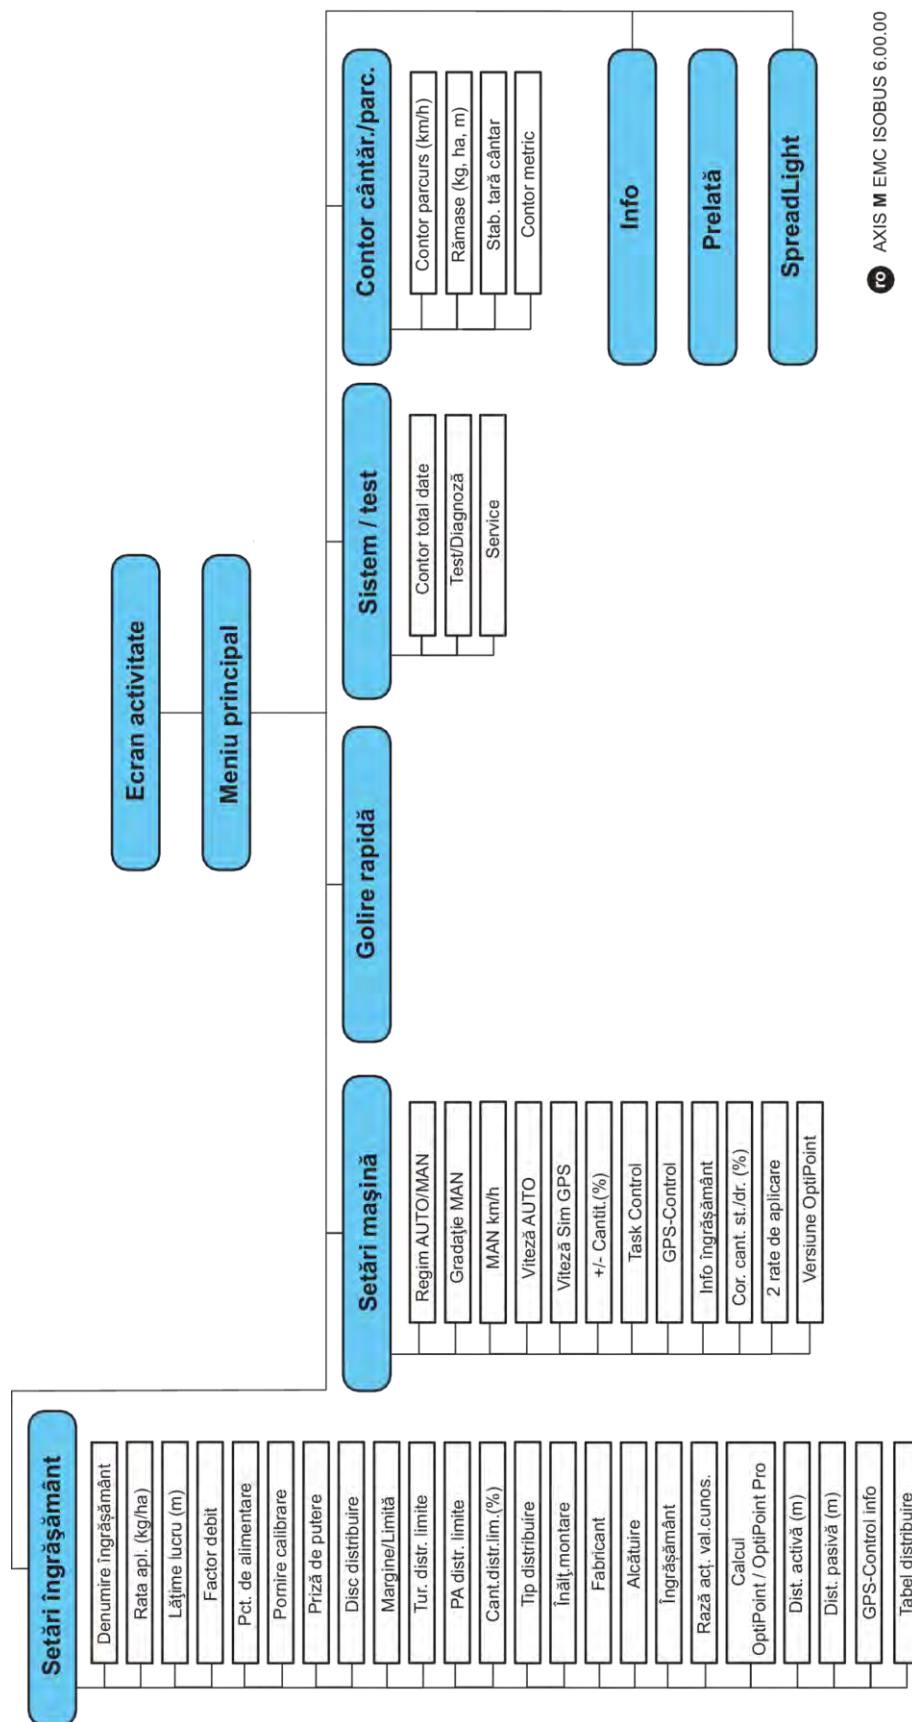 Ecran activitate
Meniu principal
Setări îngrăşământ
Denumire îngrăşământ
Rata apl. (kg/ha)
Lăţime lucru (m)
Factor debit
Pct. de alimentare
Pornire calibrare
Priză de putere
Disc distribuire
Margine/Limită
Tur. distr. limite
PA distr. limite
Cant.distr.lim.(%)
Tip distribuire
Înălţ.montare
Fabricant
Alcătuire
Îngrăşământ
Rază acţ. val.cunos.
Calcul
OptiPoint / OptiPoint Pro
Dist. activă (m)
Dist. pasivă (m)
GPS-Control info
Tabel distribuire
Setări maşină
Regim AUTO/MAN
Gradaţie MAN
MAN km/h
Viteză AUTO
Viteză Sim GPS
+/- Cantit.(%)
Task Control
GPS-Control
Info îngrăşământ
Cor. cant. st./dr. (%)
2 rate de aplicare
Versiune OptiPoint
Golire rapidă
Sistem / test
Contor total date
Test/Diagnoză
Service
Contor cântăr./parc.
Contor parcurs (km/h)
Rămase (kg, ha, m)
Stab. tară cântar
Contor metric
Info
Prelată
SpreadLight
ro AXIS M EMC ISOBUS 6.00.00